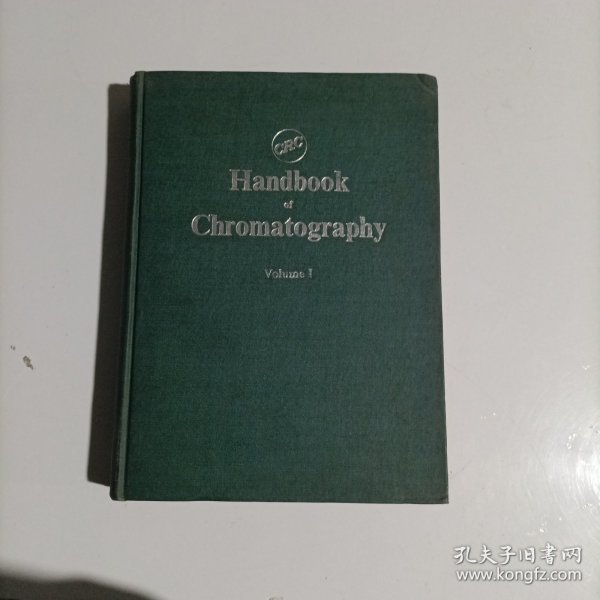 CRC
Handbook
of
Chromatography
Volume I
孔夫子旧书网
www.kongfz.com